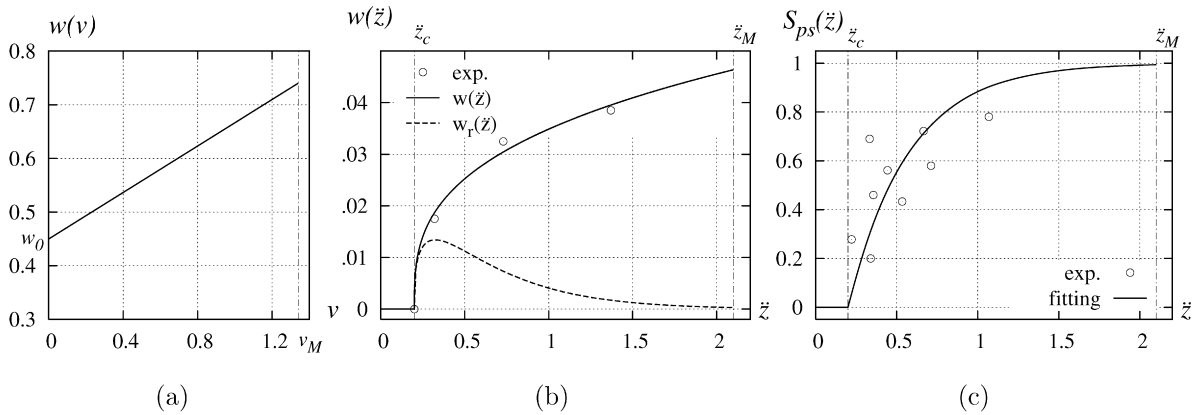 w(v)
0.8
0.7
0.6
0.5
w0
0.4
0.3
0 0.4 0.8 1.2 vM
v
(a)
w(z̈)
z̈c z̈M
exp.
w(z̈)
wr(z̈)
.04
.03
.02
.01
0
0 0.5 1 1.5 2
z̈
(b)
Sps(z̈)
z̈c z̈M
1
0.8
0.6
0.4
0.2
0
exp.
fitting
0 0.5 1 1.5 2
z̈
(c)